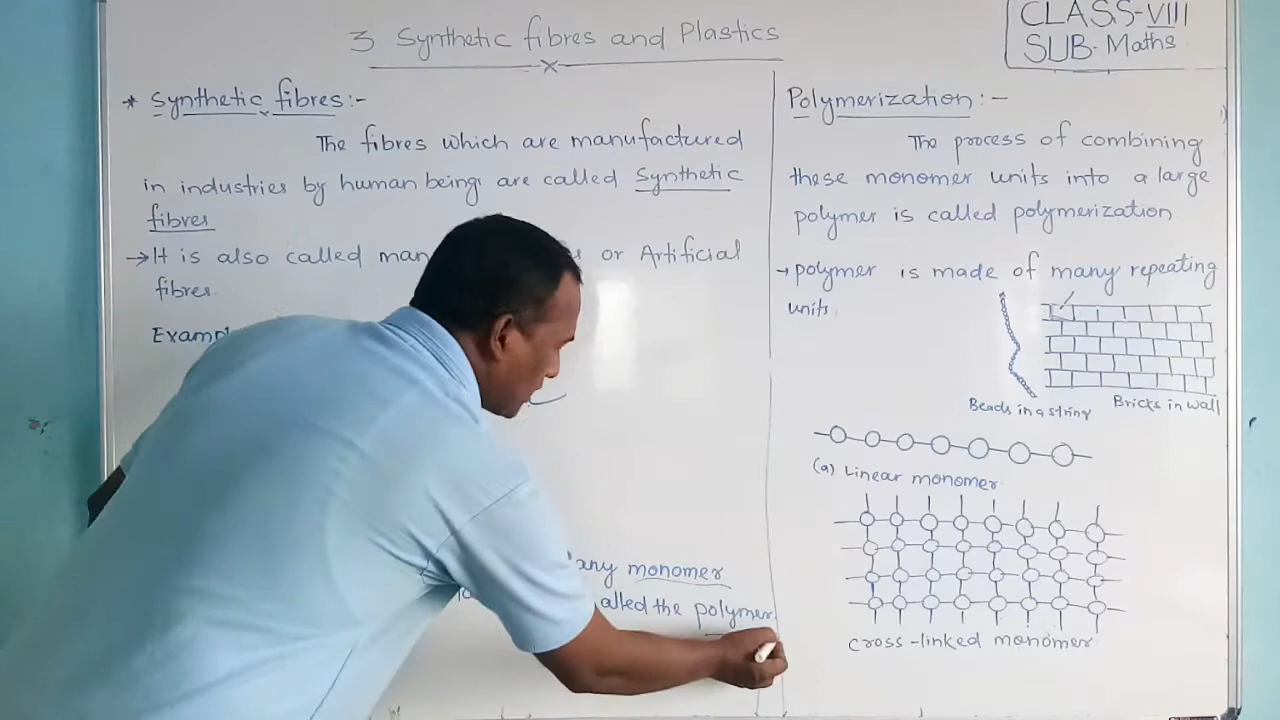 3 Synthetic fibres and Plastics
CLASS-VIII
SUB-Maths
* Synthetic fibres:-
The fibres which are manufactured
in industries by human beings are called Synthetic
fibres
→ It is also called man or Artificial
fibres
Examp
any monomer
alled the polymer
Polymerization:-
The process of combining
these monomer units into a large
polymer is called polymerization
→ polymer is made of many repeating
units
Beads in a string
Bricks in wall
(a) Linear monomer
cross-linked monomer